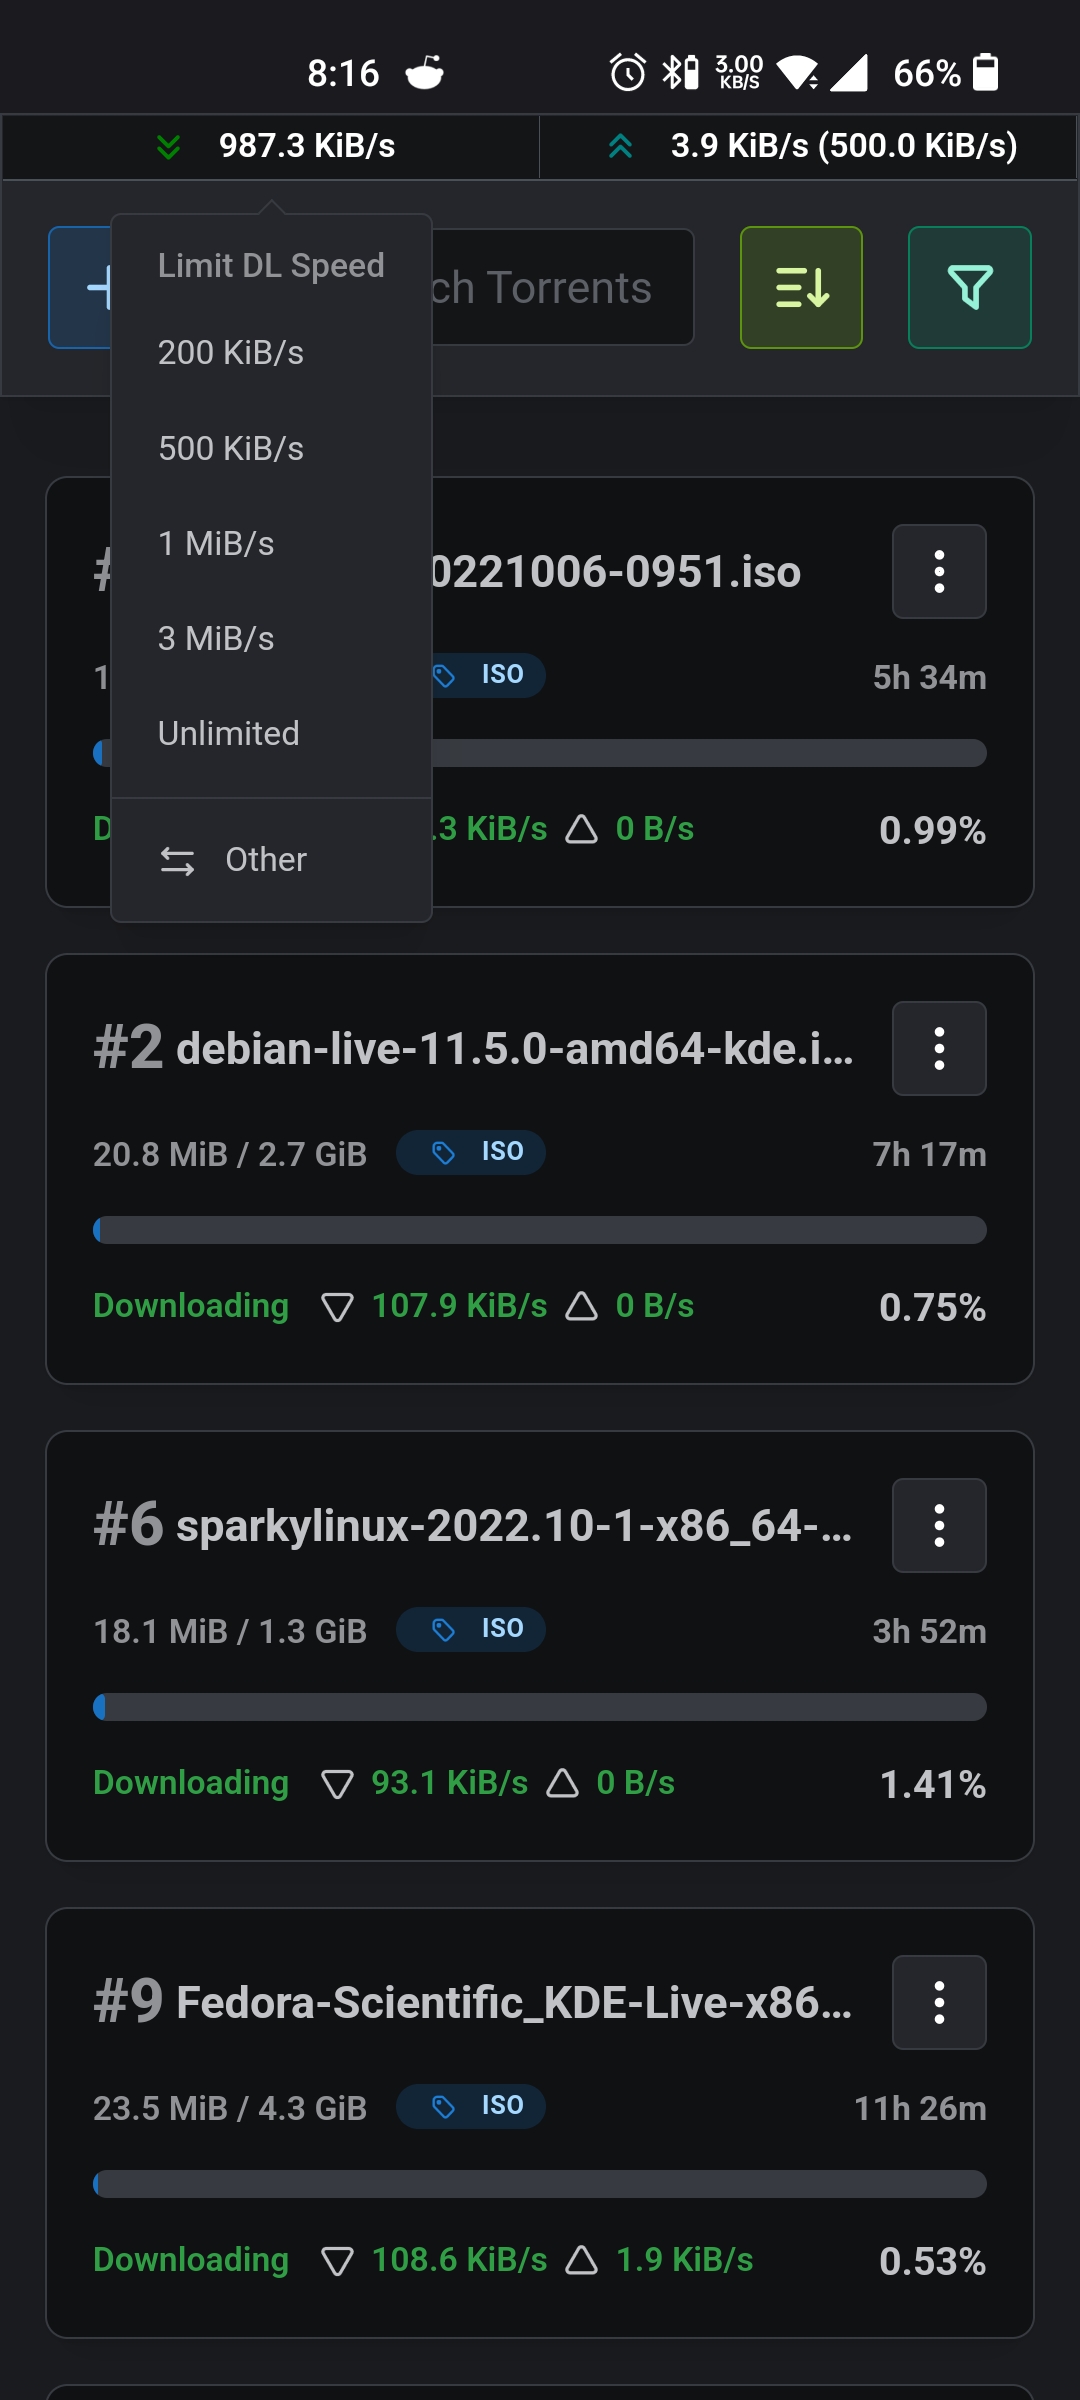 8:16
3.00
KB/S
66%
987.3 KiB/s
3.9 KiB/s (500.0 KiB/s)
Limit DL Speed
200 KiB/s
500 KiB/s
1 MiB/s
3 MiB/s
Unlimited
Other
ch Torrents
#
0221006-0951.iso
1
ISO
5h 34m
D
.3 KiB/s
0 B/s
0.99%
#2 debian-live-11.5.0-amd64-kde.i...
20.8 MiB / 2.7 GiB
ISO
7h 17m
Downloading
107.9 KiB/s
0 B/s
0.75%
#6 sparkylinux-2022.10-1-x86_64-...
18.1 MiB / 1.3 GiB
ISO
3h 52m
Downloading
93.1 KiB/s
0 B/s
1.41%
#9 Fedora-Scientific_KDE-Live-x86...
23.5 MiB / 4.3 GiB
ISO
11h 26m
Downloading
108.6 KiB/s
1.9 KiB/s
0.53%